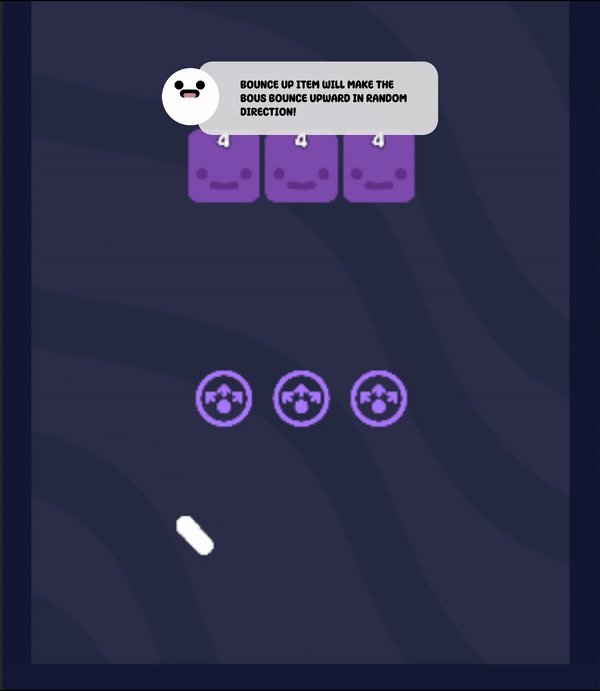 BOUNCE UP ITEM WILL MAKE THE
BOUS BOUNCE UPWARD IN RANDOM
DIRECTION!
4 4 4